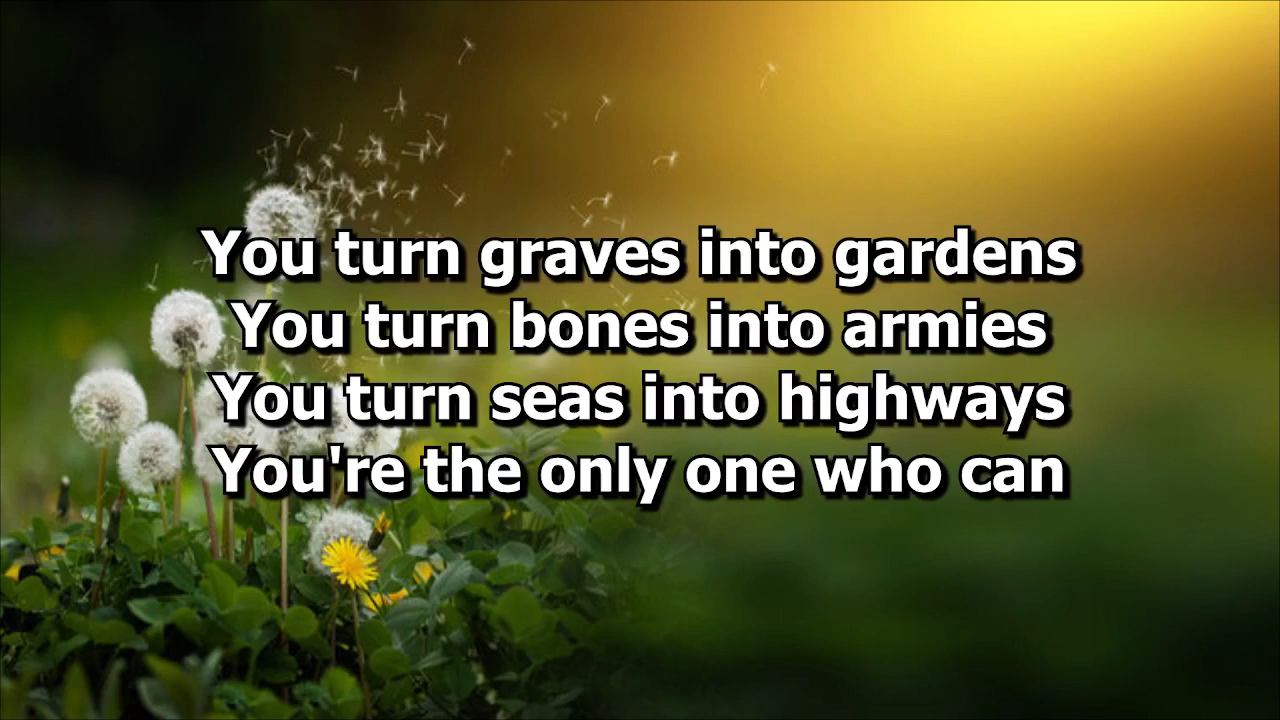 You turn graves into gardens
You turn bones into armies
You turn seas into highways
You're the only one who can